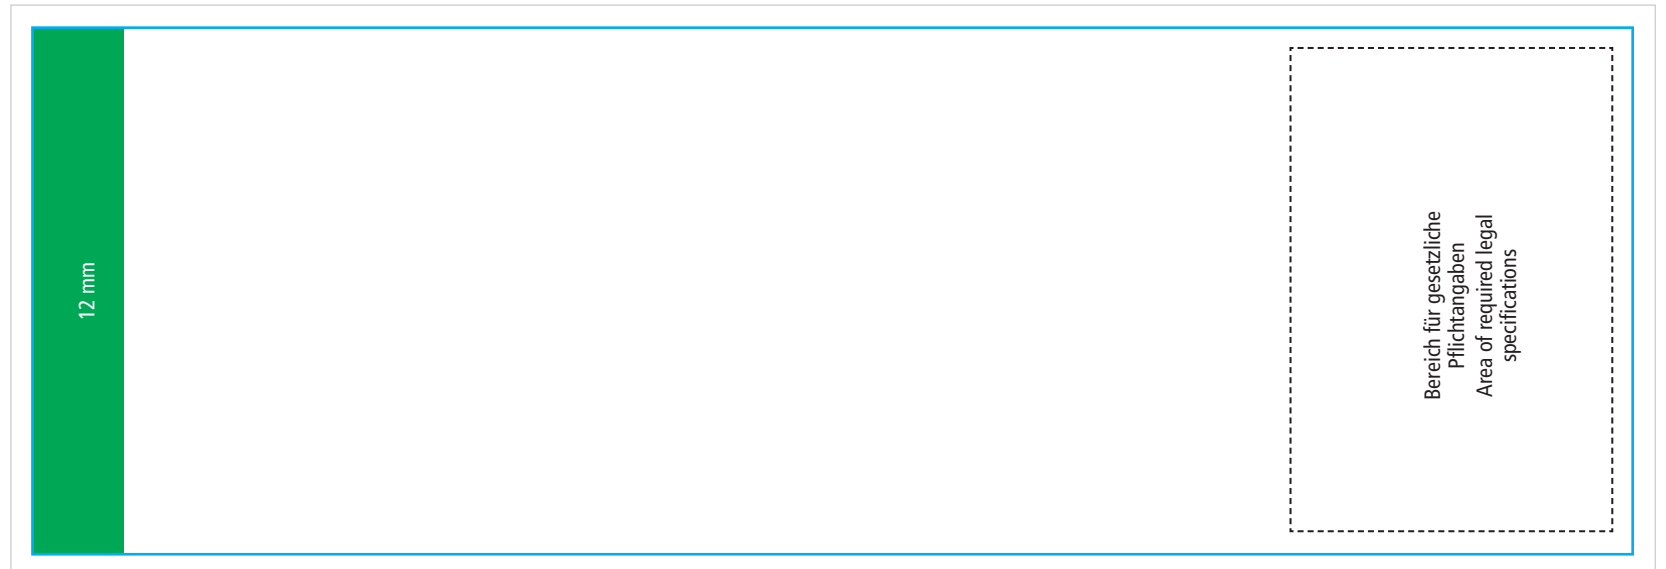 12 mm
Bereich für gesetzliche
Pflichtangaben
Area of required legal
specifications